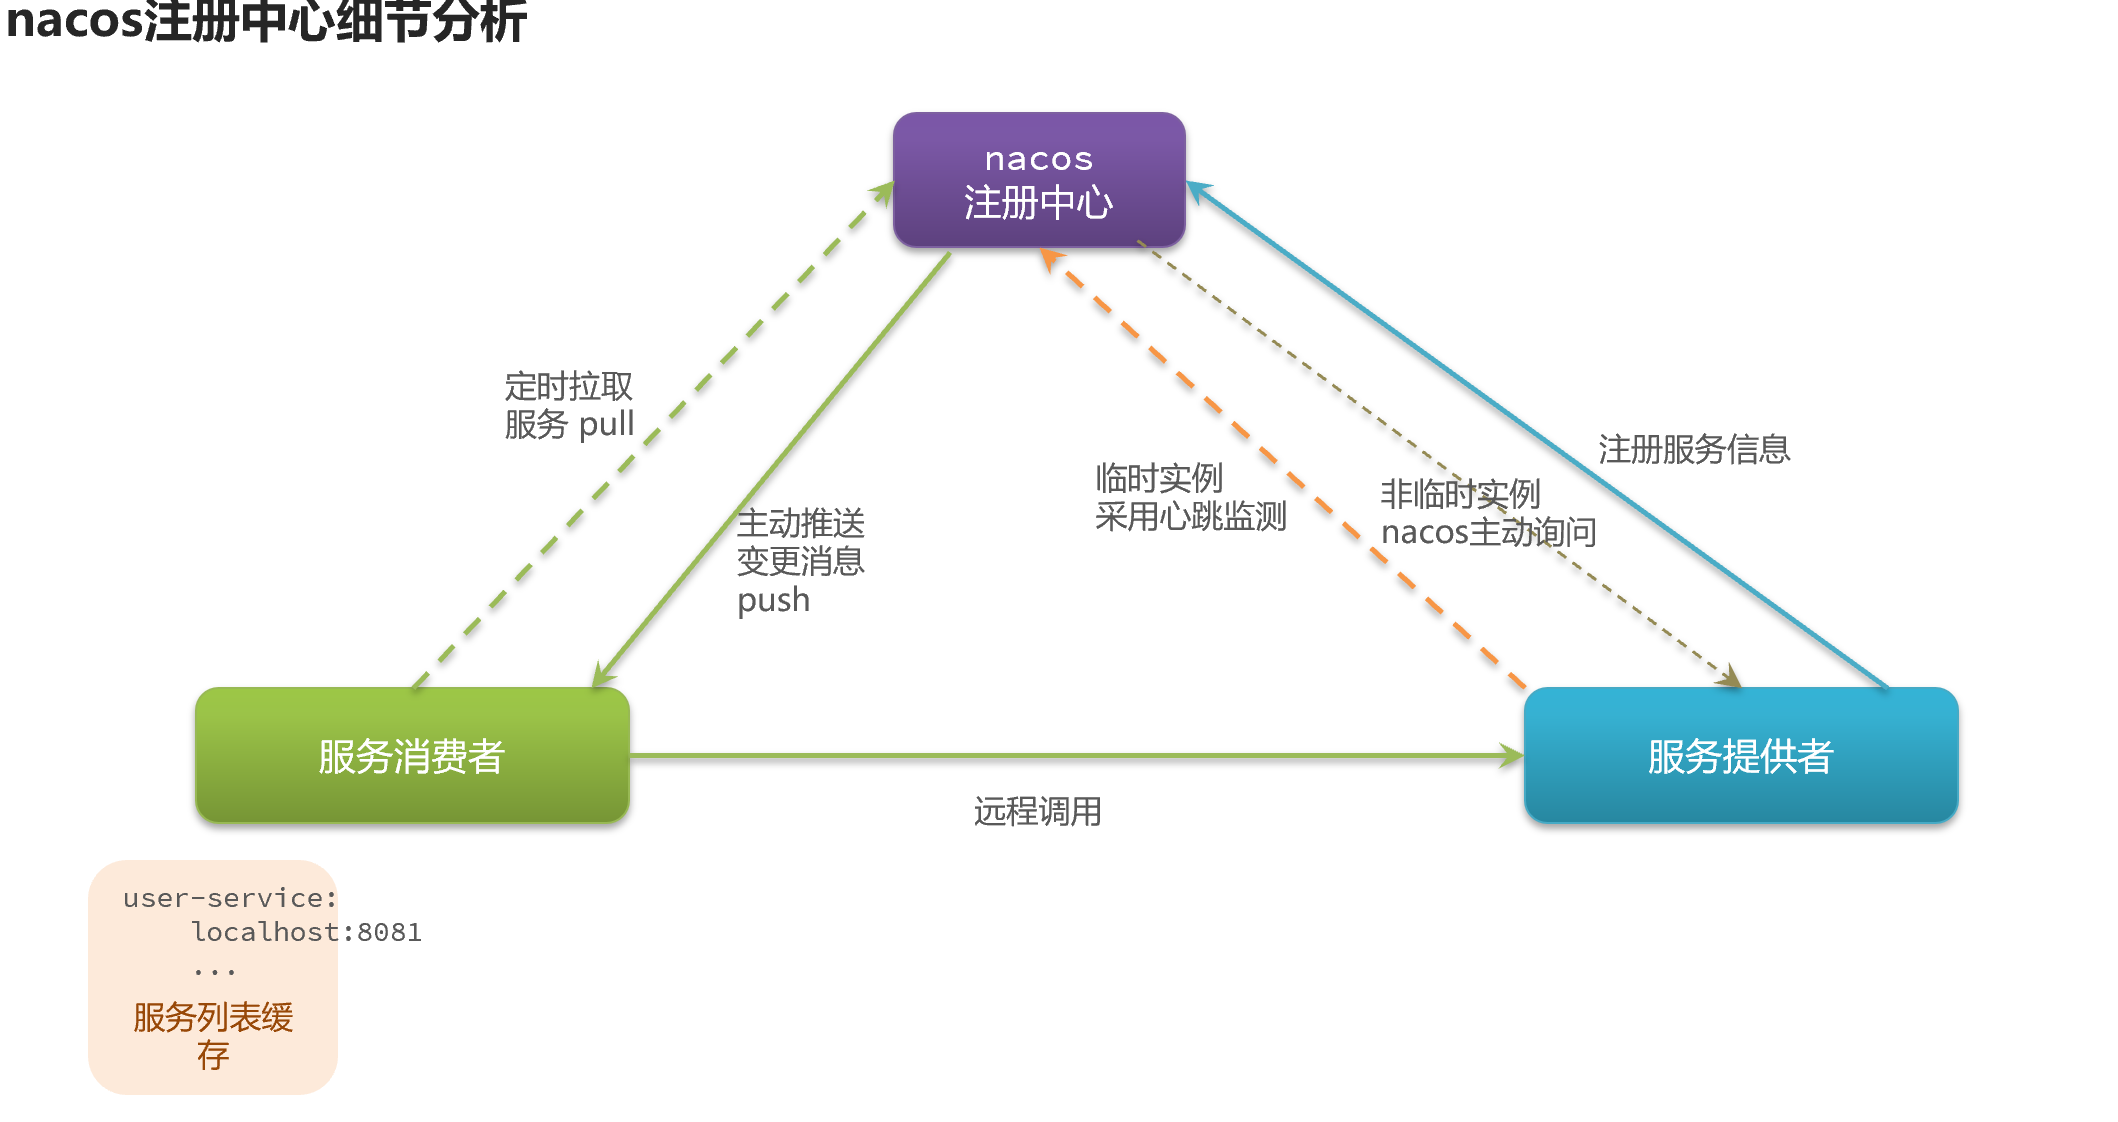 nacos注册中心细节分析
nacos
注册中心
定时拉取
服务 pull
主动推送
变更消息
push
临时实例
采用心跳监测
非临时实例
nacos主动询问
注册服务信息
服务消费者
远程调用
服务提供者
user-service:
localhost:8081
...
服务列表缓
存